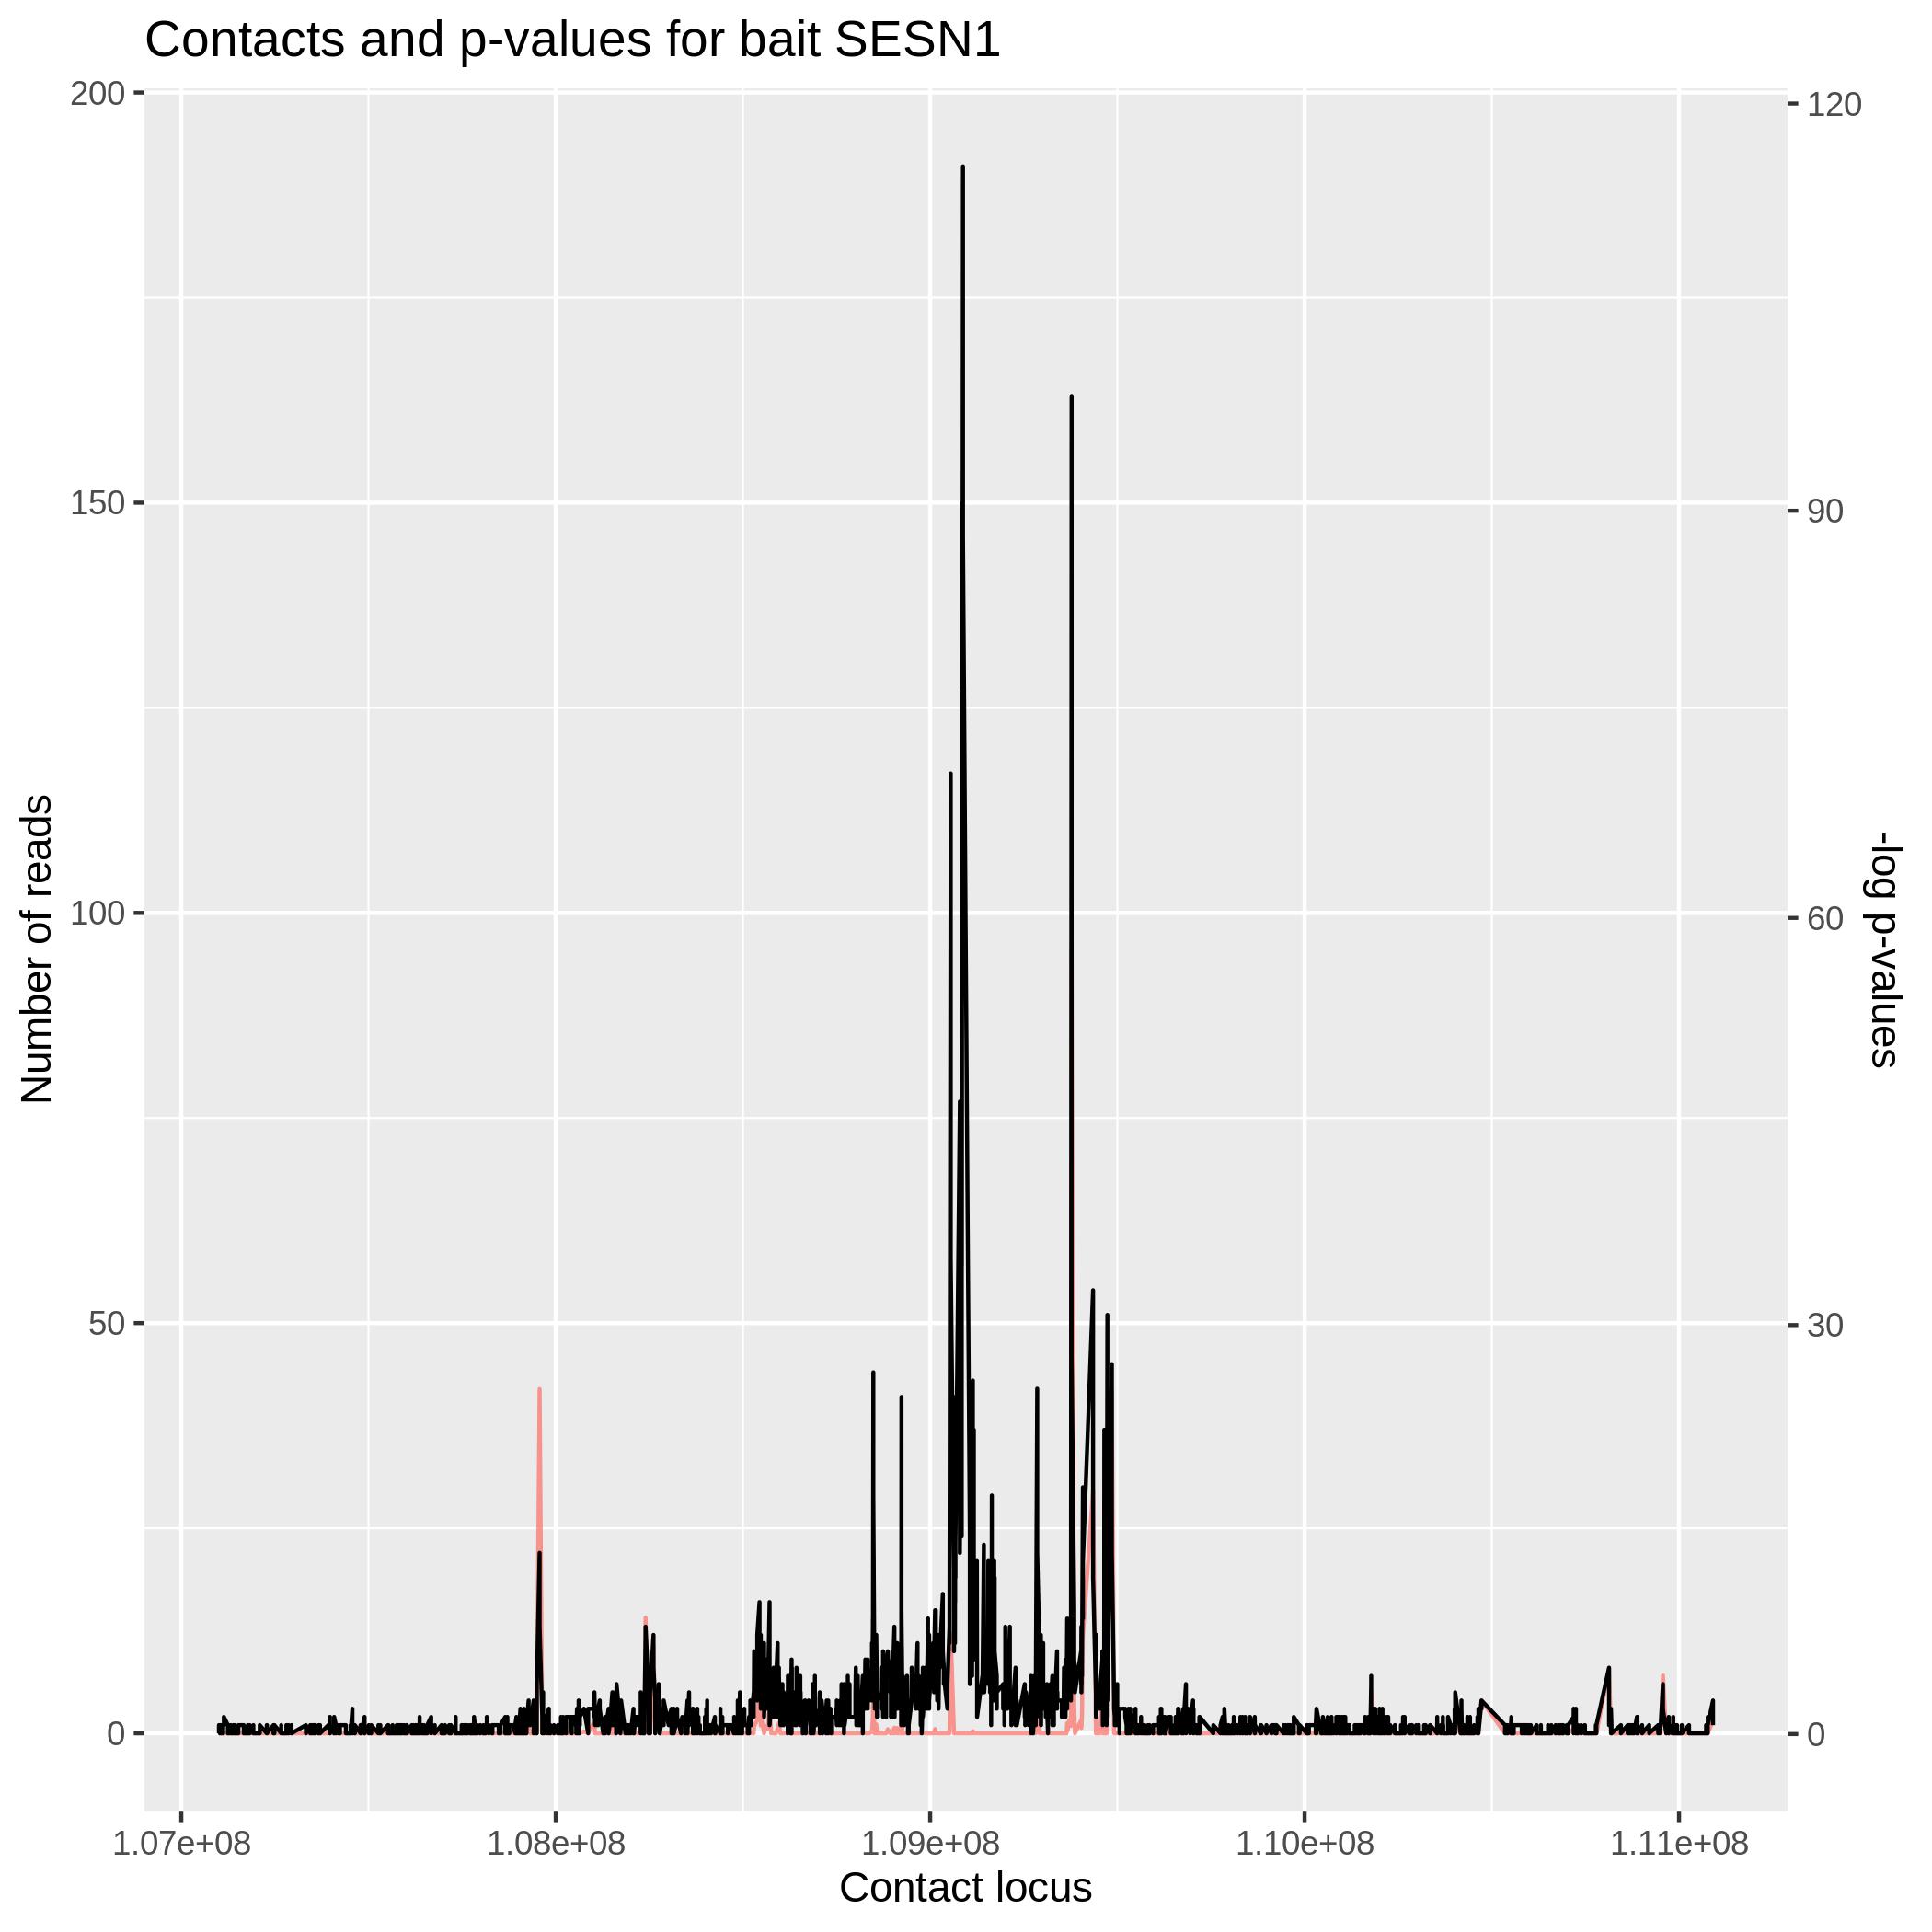 Contacts and p-values for bait SESN1
200
150
100
50
0
120
90
60
30
0
Number of reads
-log p-values
1.07e+08
1.08e+08
1.09e+08
1.10e+08
1.11e+08
Contact locus